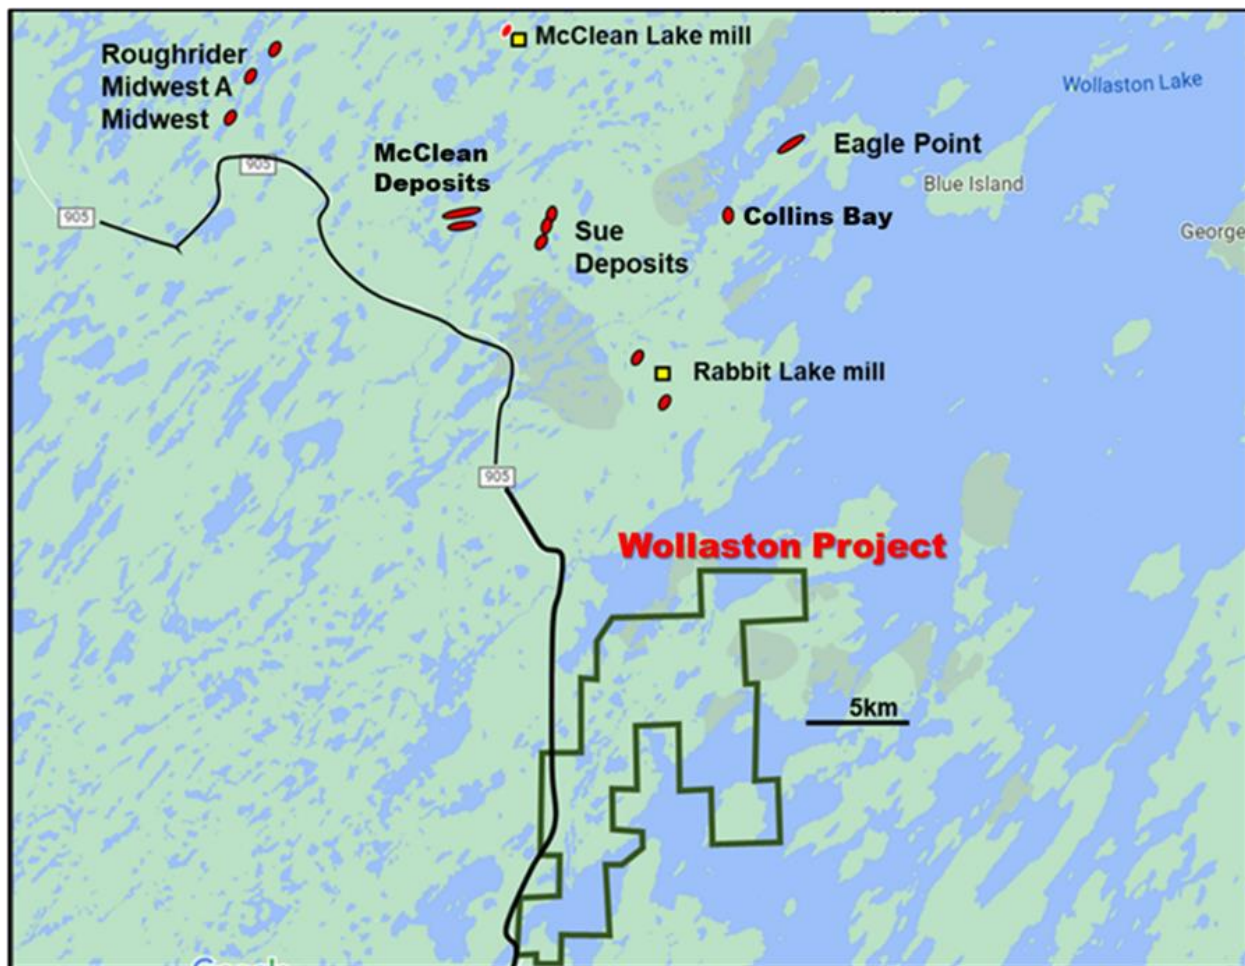 McClean Lake mill
Roughrider
Midwest A
Midwest
Wollaston Lake
Eagle Point
McClean
Deposits
905
Blue Island
905
Collins Bay
Sue
Deposits
George
Rabbit Lake mill
905
Wollaston Project
5km